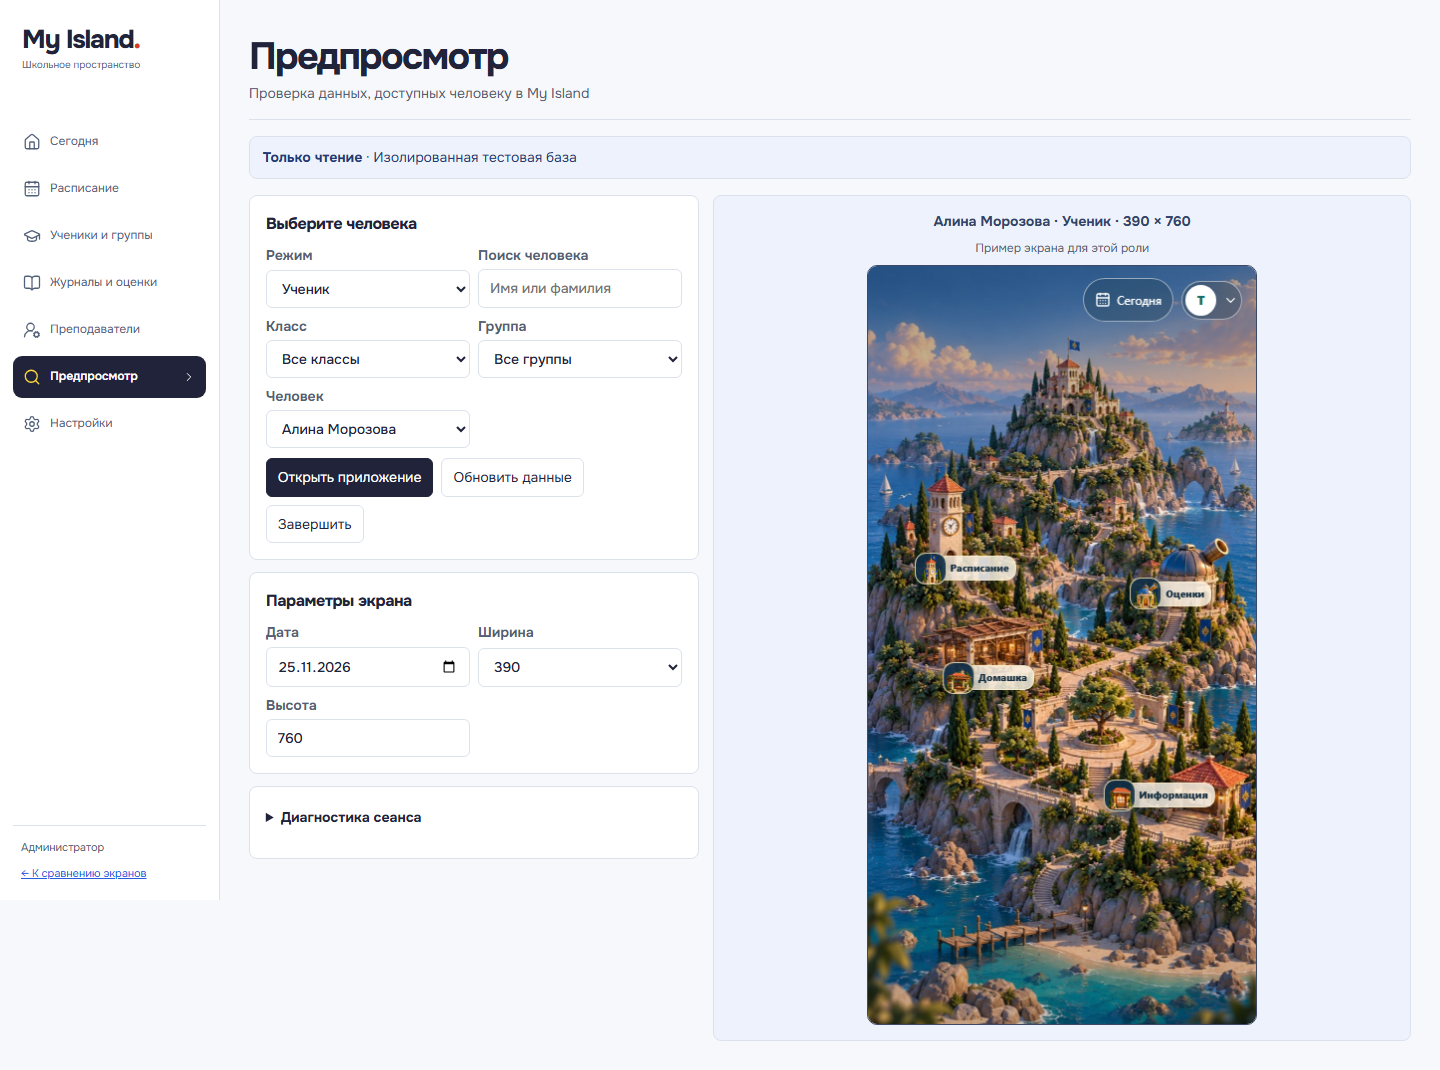 My Island.
Школьное пространство
Сегодня
Расписание
Ученики и группы
Журналы и оценки
Преподаватели
Предпросмотр
Настройки
Администратор
← К сравнению экранов
Предпросмотр
Проверка данных, доступных человеку в My Island
Только чтение · Изолированная тестовая база
Выберите человека
Режим
Поиск человека
Ученик
Имя или фамилия
Класс
Группа
Все классы
Все группы
Человек
Алина Морозова
Открыть приложение
Обновить данные
Завершить
Параметры экрана
Дата
Ширина
25.11.2026
390
Высота
760
Диагностика сеанса
Алина Морозова · Ученик · 390 × 760
Пример экрана для этой роли
Сегодня
Т
Расписание
Оценки
Домашка
Информация